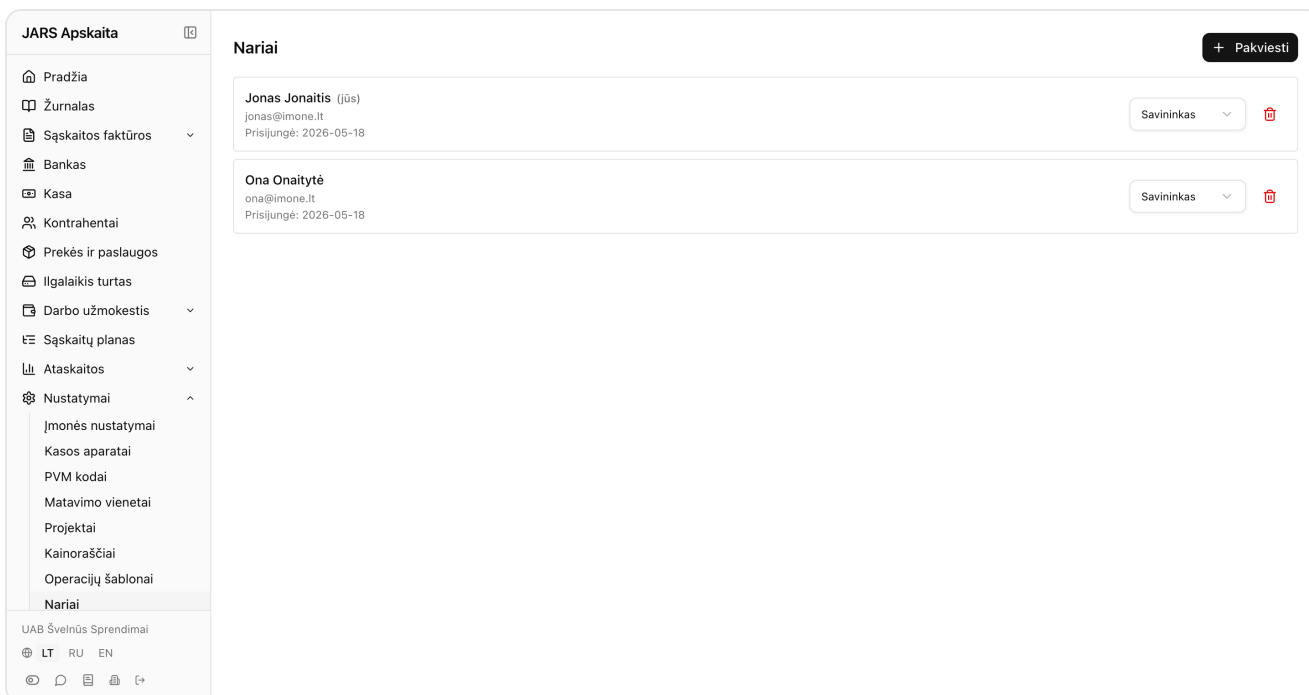 JARS Apskaita
Pradžia
Žurnalas
Sąskaitos faktūros
Bankas
Kasa
Kontrahentai
Prekės ir paslaugos
Ilgalaikis turtas
Darbo užmokestis
Sąskaitų planas
Ataskaitos
Nustatymai
Įmonės nustatymai
Kasos aparatai
PVM kodai
Matavimo vienetai
Projektai
Kainoraščiai
Operacijų šablonai
Nariai
UAB Švelnūs Sprendimai
LT RU EN
Nariai
+ Pakviesti
Jonas Jonaitis (jūs)
jonas@imone.lt
Prisijungė: 2026-05-18
Savininkas
Ona Onaitytė
ona@imone.lt
Prisijungė: 2026-05-18
Savininkas